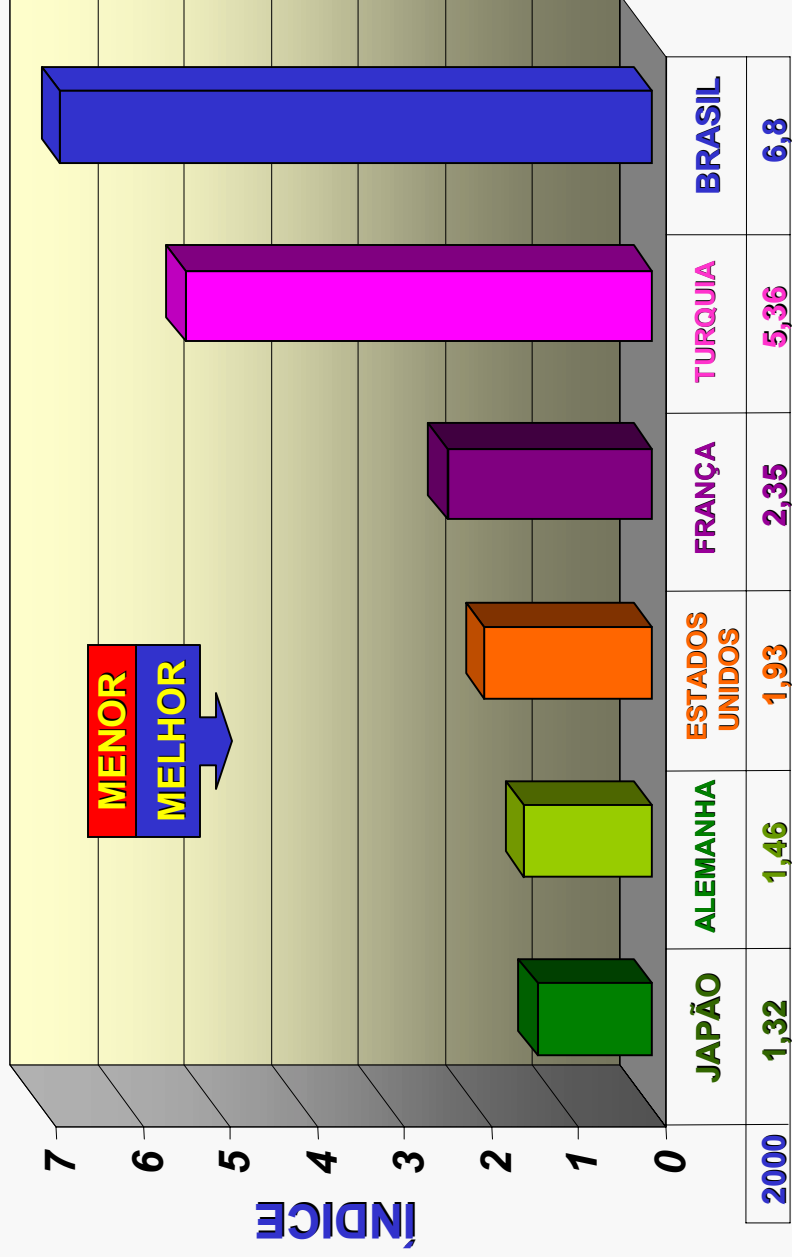 MENOR
MELHOR
ÍNDICE
7
6
5
4
3
2
1
0
JAPÃO ALEMANHA ESTADOS UNIDOS FRANÇA TURQUIA BRASIL
2000 1,32 1,46 1,93 2,35 5,36 6,8